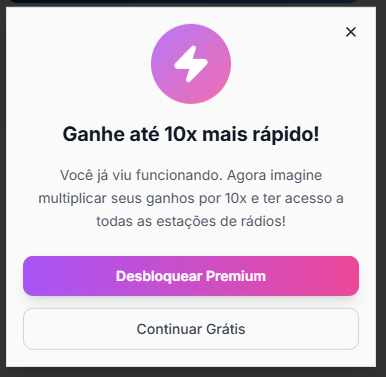 Ganhe até 10x mais rápido!
Você já viu funcionando. Agora imagine
multiplicar seus ganhos por 10x e ter acesso a
todas as estações de rádios!
Desbloquear Premium
Continuar Grátis